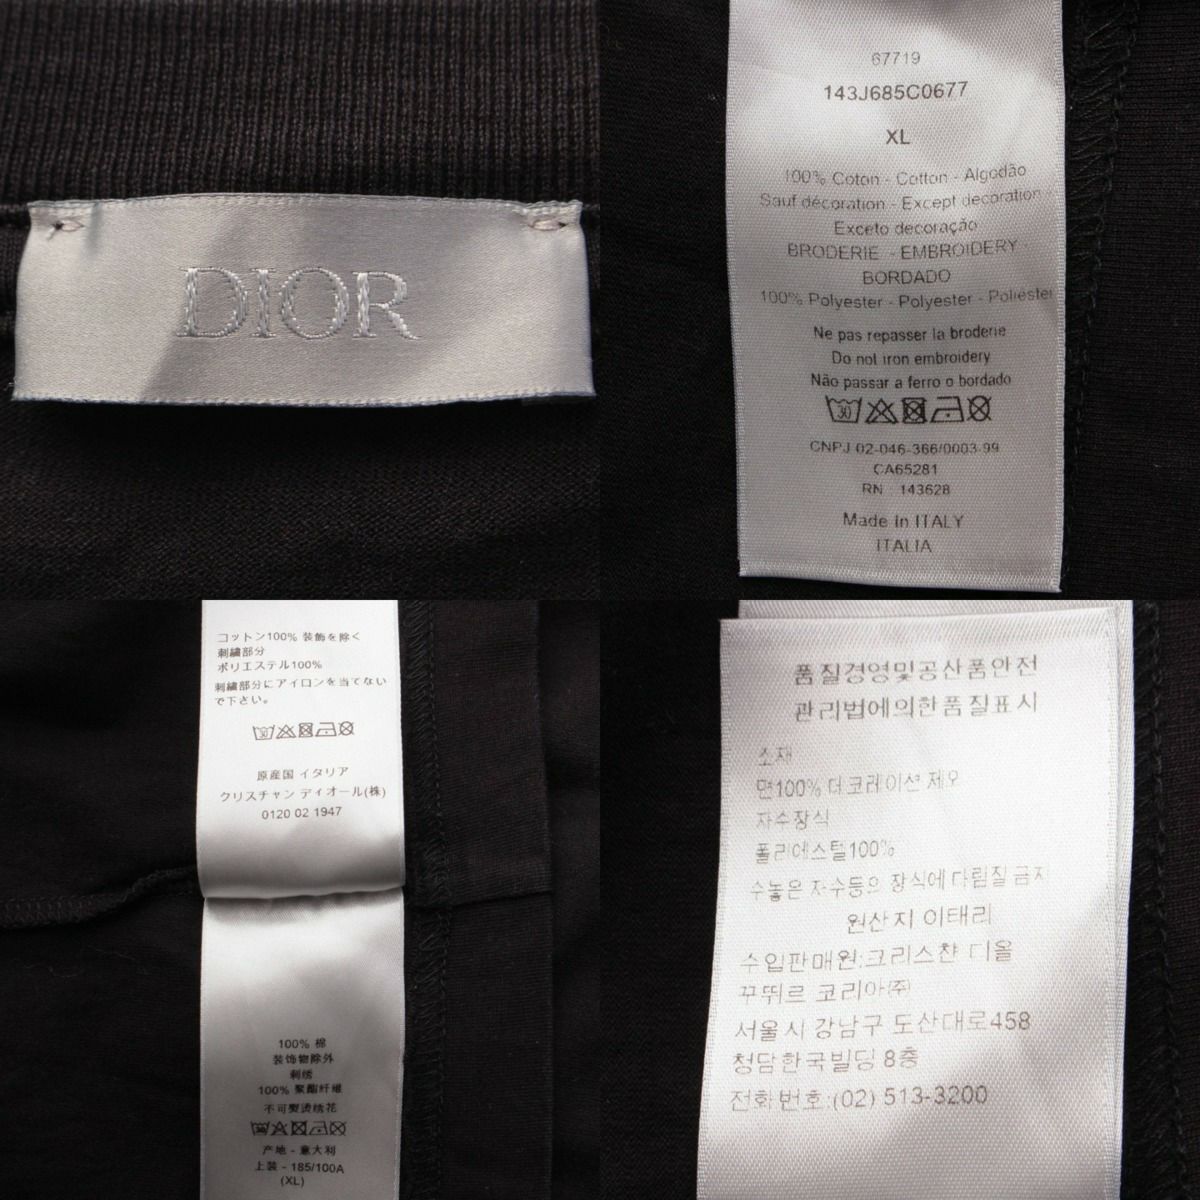 DIOR
67719
143J685C0677
XL
100% Coton - Cotton - Algodão
Sauf décoration - Except decoration
Exceto decoração
BRODERIE - EMBROIDERY -
BORDADO
100% Polyester - Polyester - Poliéster
Ne pas repasser la broderie
Do not iron embroidery
Não passar a ferro o bordado
30
CNPJ 02-046-366/0003-99
CA65281
RN : 143628
Made in ITALY
ITALIA
コットン100% 装飾を除く
刺繍部分
ポリエステル100%
刺繍部分にアイロンを当てない
で下さい。
30
原産国 イタリア
クリスチャン ディオール(株)
0120 02 1947
100% 棉
装饰物除外
刺绣
100% 聚酯纤维
不可熨烫绣花
30
产地 - 意大利
上装 - 185/100A
(XL)
품질경영및공산품안전
관리법에의한품질표시
소재
면100% 더코레이션 제오
자수장식
폴리에스털100%
수놓은 자수등의 장식에 다림질 금지
원산지 이태리
수입판매원:크리스챤 디올
꾸뛰르 코리아(주)
서울시 강남구 도산대로458
청담한국빌딩 8층
전화번호:(02) 513-3200